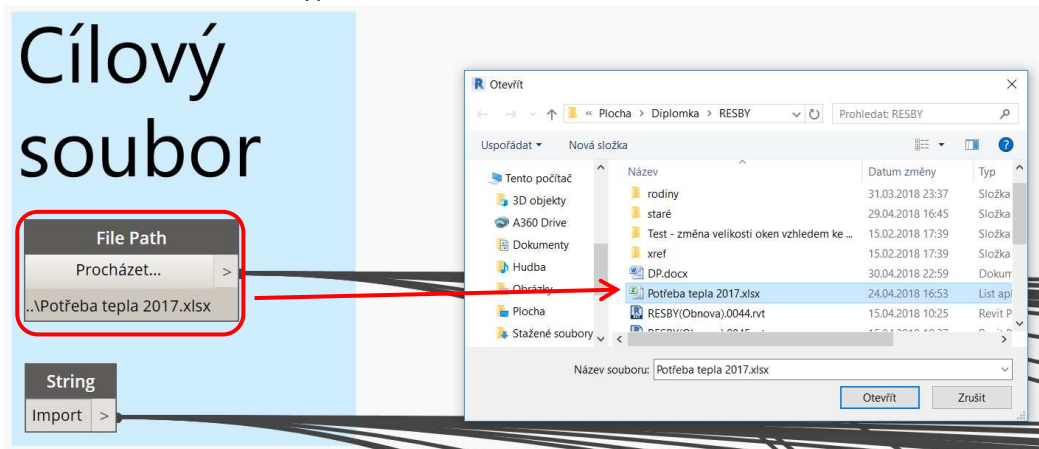 Cílový
soubor
File Path
Procházet... >
..\Potřeba tepla 2017.xlsx
String
Import >
Otevřít
« Plocha > Diplomka > RESBY
Prohledat: RESBY
Uspořádat
Nová složka
Tento počítač
3D objekty
A360 Drive
Dokumenty
Hudba
Obrázky
Plocha
Stažené soubory
Název Datum změny Typ
rodiny 31.03.2018 23:37 Složka
staré 29.04.2018 16:45 Složka
Test - změna velikosti oken vzhledem ke ... 15.02.2018 17:39 Složka
xref 15.02.2018 17:39 Složka
DP.docx 30.04.2018 22:59 Dokum
Potřeba tepla 2017.xlsx 24.04.2018 16:53 List apl
RESBY(Obnova).0044.rvt 15.04.2018 10:25 Revit P
Název souboru: Potřeba tepla 2017.xlsx
Otevřít Zrušit